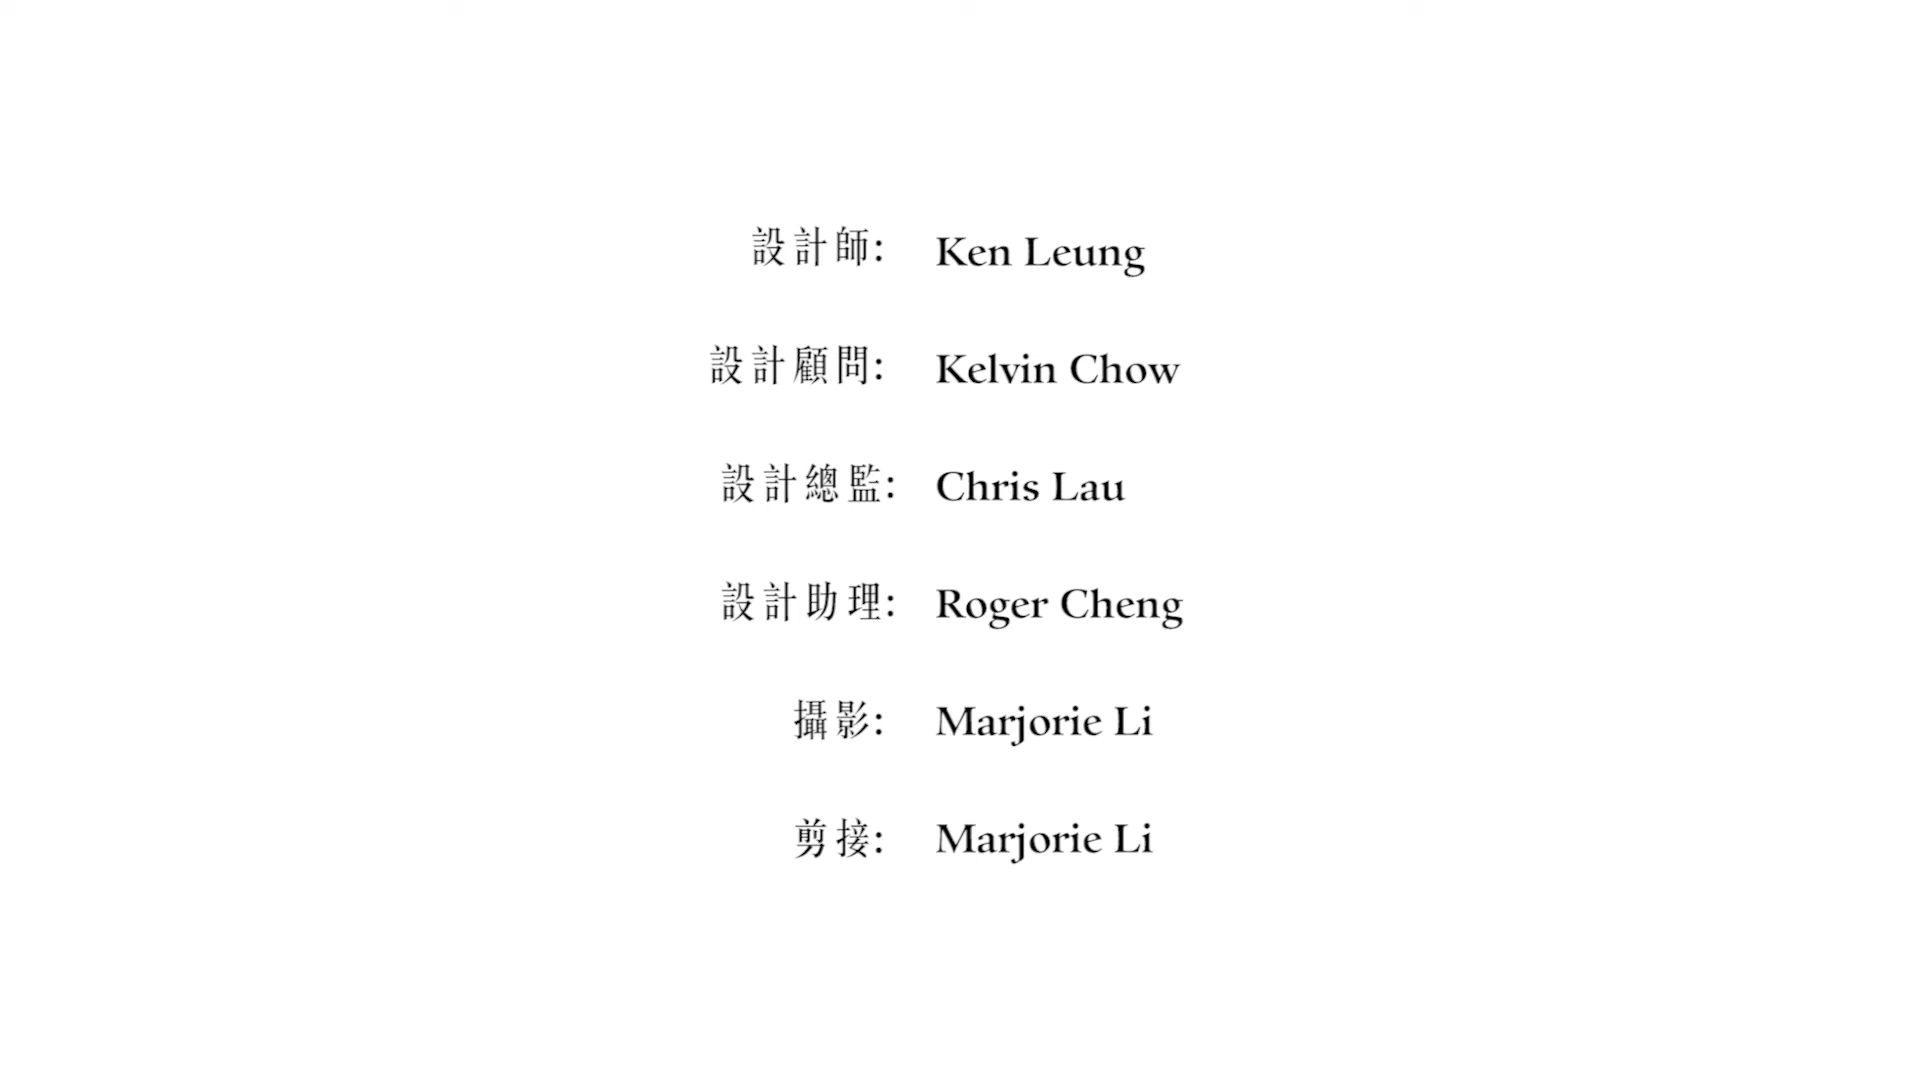 設計師: Ken Leung
設計顧問: Kelvin Chow
設計總監: Chris Lau
設計助理: Roger Cheng
攝影: Marjorie Li
剪接: Marjorie Li